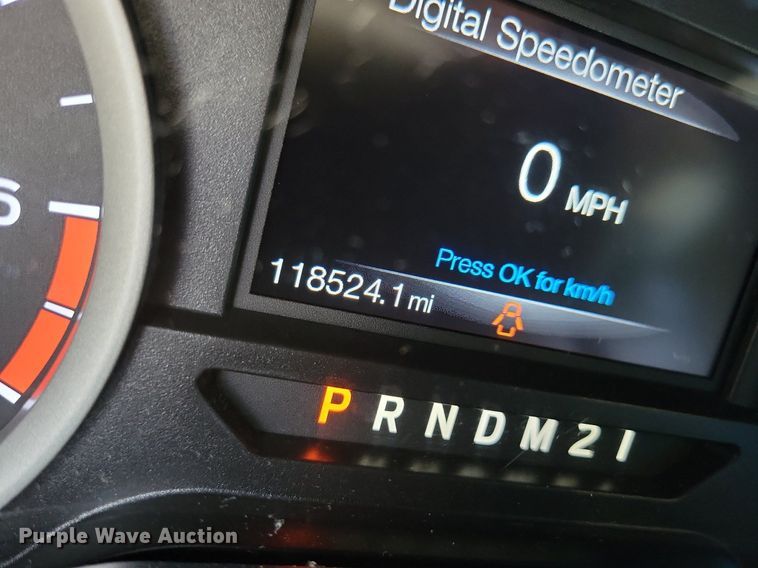 Digital Speedometer
0 MPH
Press OK for km/h
118524.1 mi
P R N D M 2 1
Purple Wave Auction